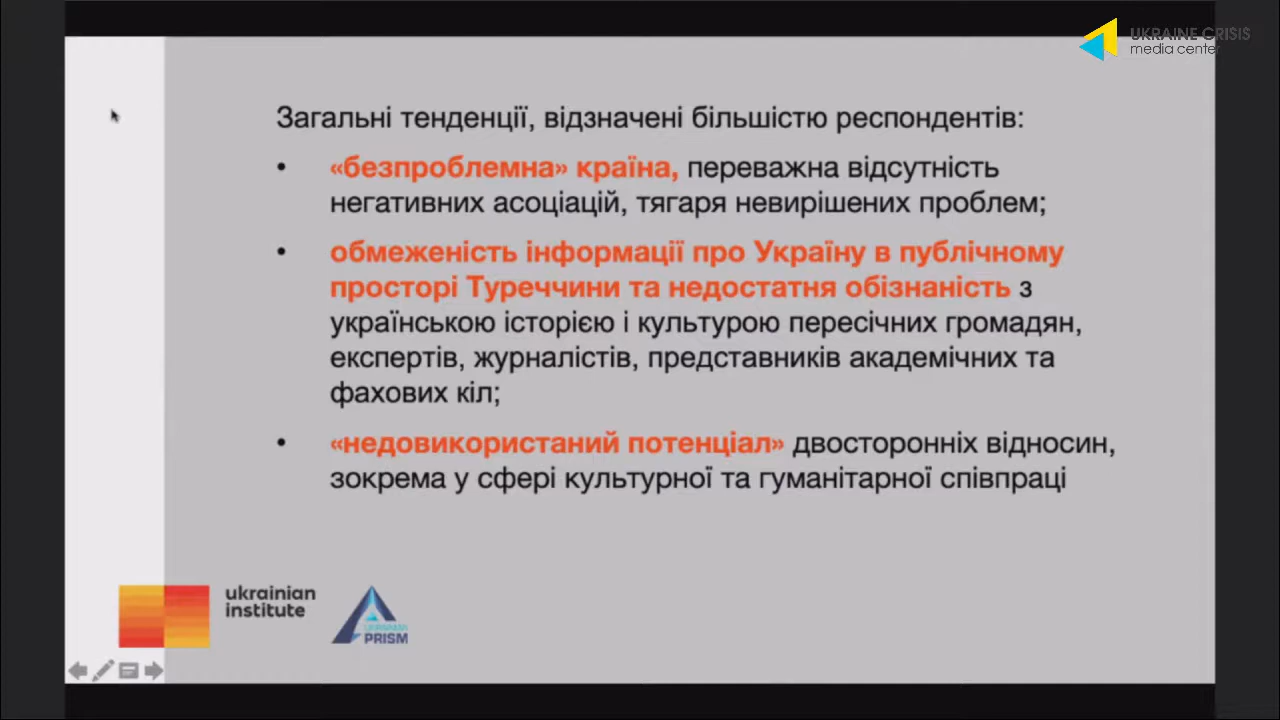 UKRAINE CRISIS
media center
Загальні тенденції, відзначені більшістю респондентів:
• «безпроблемна» країна, переважна відсутність
негативних асоціацій, тягаря невирішених проблем;
• обмеженість інформації про Україну в публічному
просторі Туреччини та недостатня обізнаність з
українською історією і культурою пересічних громадян,
експертів, журналістів, представників академічних та
фахових кіл;
• «недовикористаний потенціал» двосторонніх відносин,
зокрема у сфері культурної та гуманітарної співпраці
ukrainian
institute
UKRAINIAN
PRISM